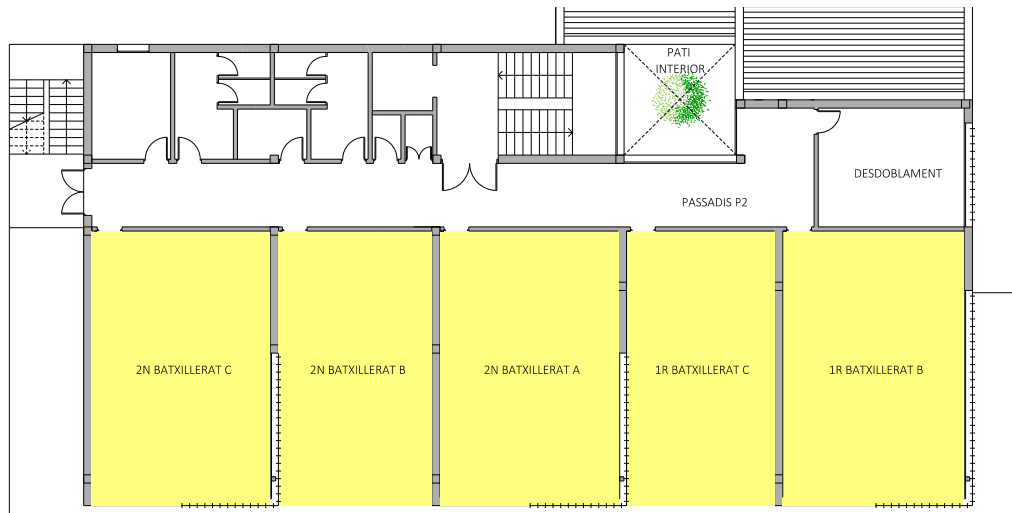 PATI
INTERIOR
DESDOBLAMENT
PASSADIS P2
2N BATXILLERAT C
2N BATXILLERAT B
2N BATXILLERAT A
1R BATXILLERAT C
1R BATXILLERAT B